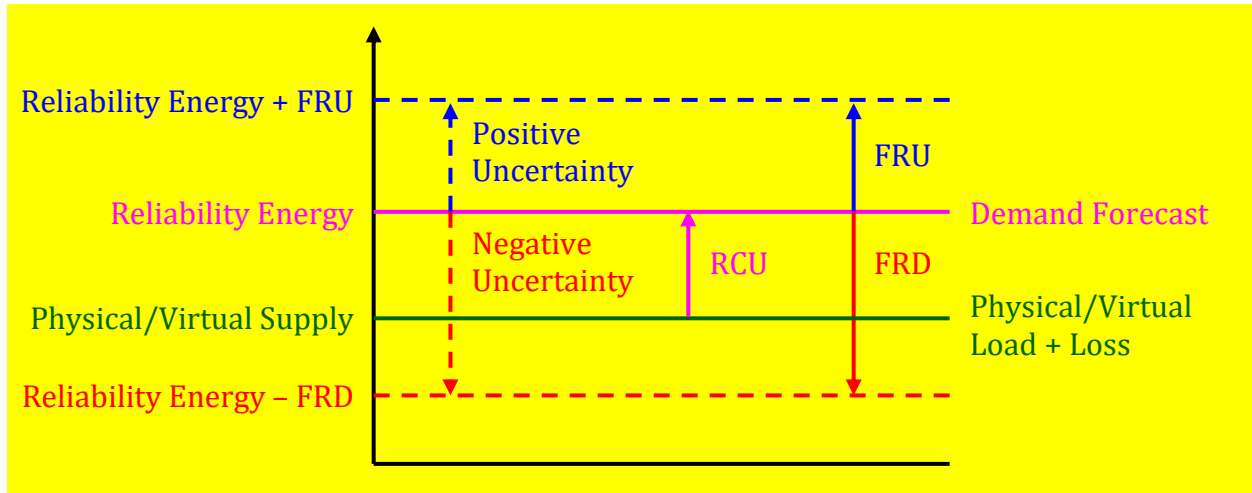 Reliability Energy + FRU
Positive
Uncertainty
FRU
Reliability Energy
Demand Forecast
Negative
Uncertainty
RCU
FRD
Physical/Virtual Supply
Physical/Virtual
Load + Loss
Reliability Energy – FRD